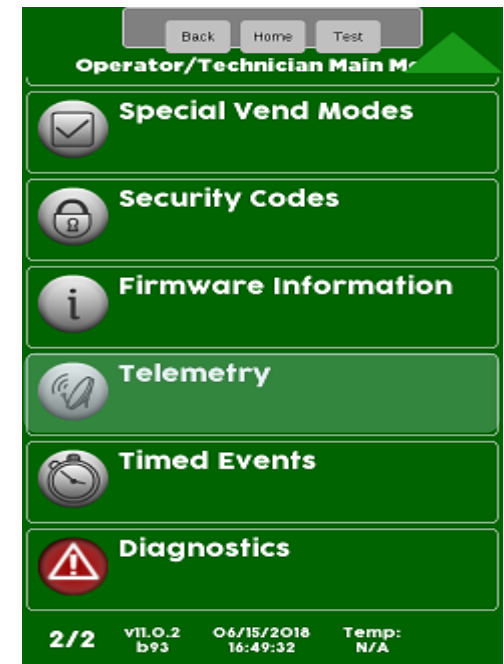 Back Home Test
Operator/Technician Main
Special Vend Modes
Security Codes
Firmware Information
Telemetry
Timed Events
Diagnostics
2/2 v11.0.2 06/15/2018 Temp:
b93 16:49:32 N/A